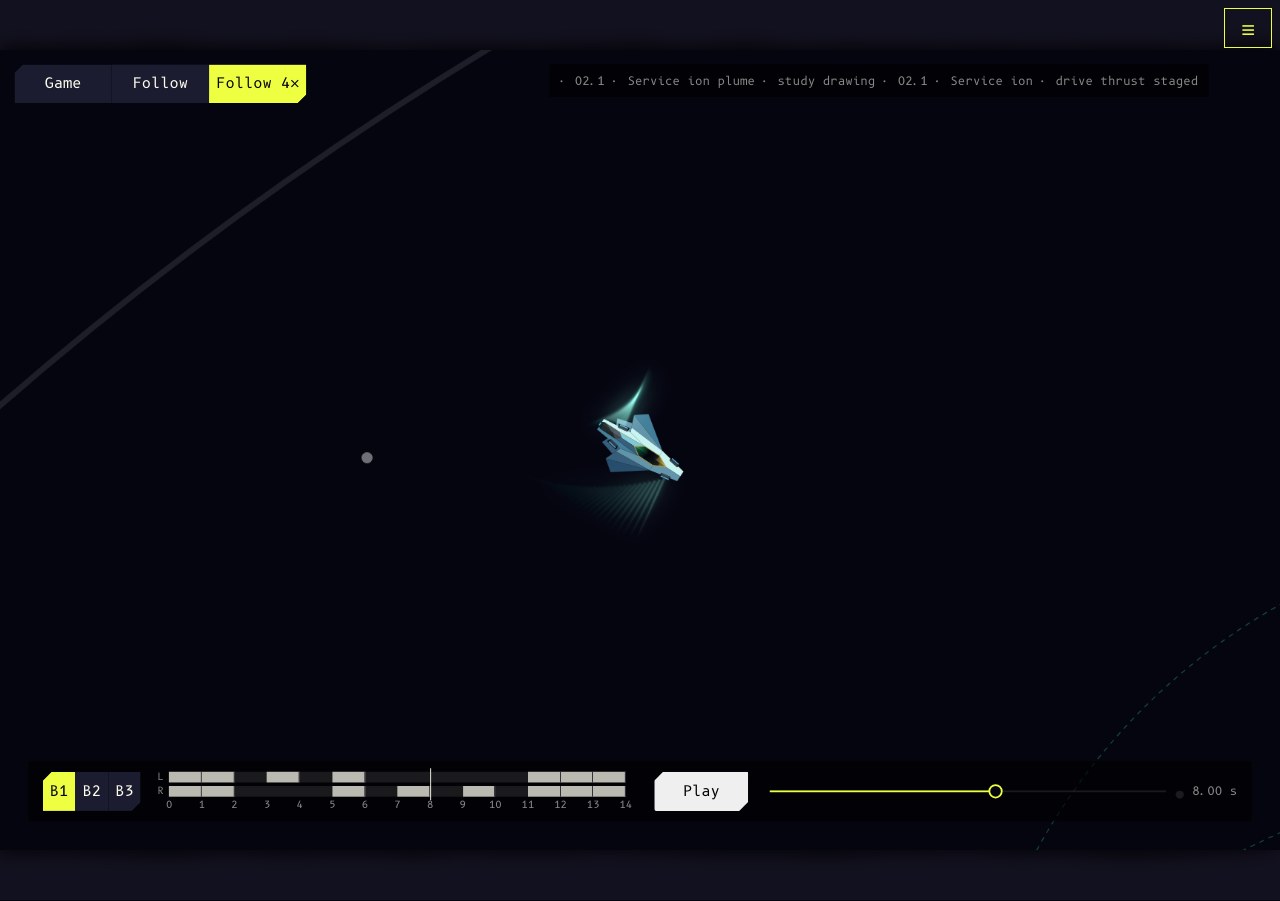 ≡
Game Follow Follow 4×
· O2.1 · Service ion plume · study drawing · O2.1 · Service ion · drive thrust staged
B1 B2 B3
L
R
0 1 2 3 4 5 6 7 8 9 10 11 12 13 14
Play
8.00 s